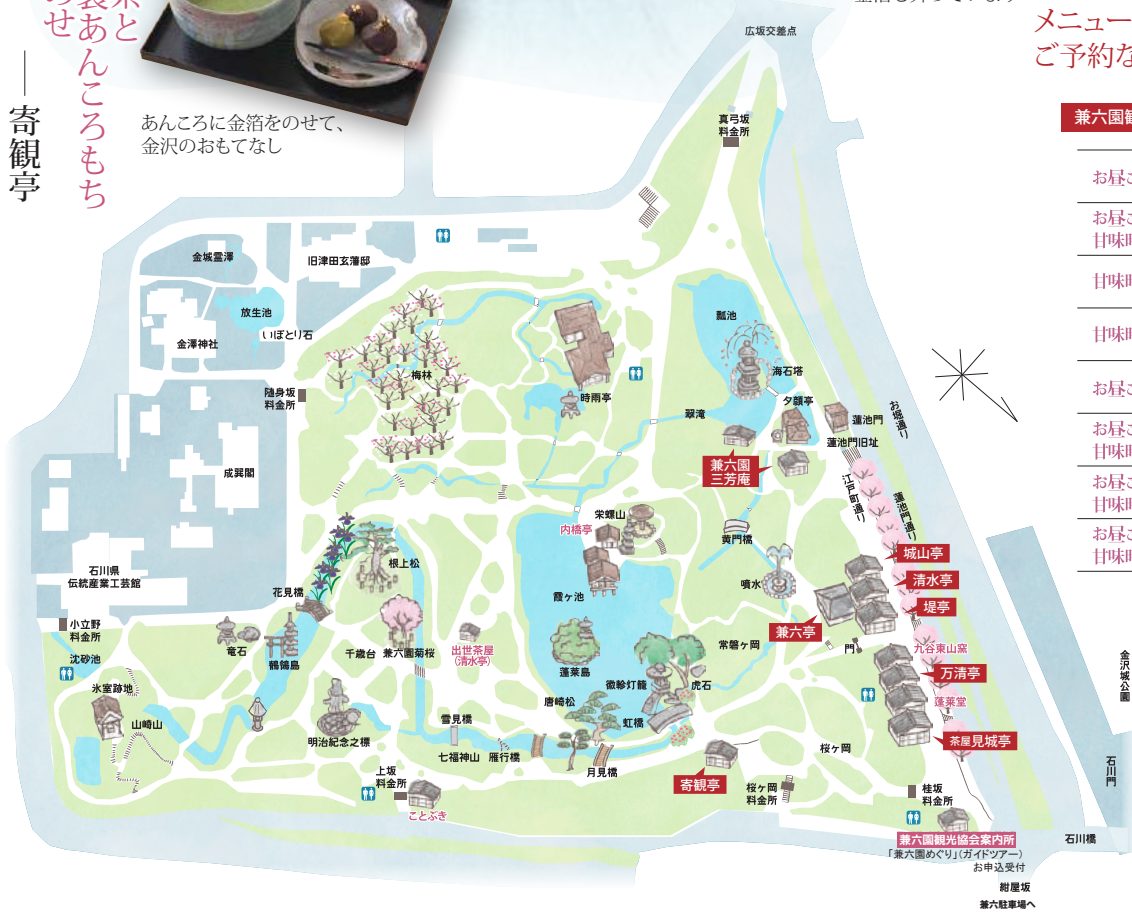 のせ
袋あんころもち
と
── 寄観亭
あんころに金箔をのせて、
金沢のおもてなし
メニュー
ご予約な
兼六園観
お昼ご
お昼ご
甘味時
甘味時
甘味時
お昼ご
お昼ご
甘味時
お昼ご
甘味時
お昼ご
甘味時
広坂交差点
真弓坂
料金所
金城霊澤
旧津田玄蕃邸
放生池
いぼとり石
金澤神社
随身坂
料金所
梅林
時雨亭
瓢池
海石塔
夕顔亭
翠滝
蓮池門
蓮池門旧址
お堀通り
兼六園
三芳庵
江戸町通り
蓮池門通り
成巽閣
石川県
伝統産業工芸館
栄螺山
内橋亭
黄門橋
根上松
花見橋
霞ヶ池
噴水
城山亭
清水亭
堤亭
兼六亭
小立野
料金所
沈砂池
竜石
鶺鴒島
千歳台
兼六園菊桜
出世茶屋
(清水亭)
蓬莱島
常磐ヶ岡
門
九谷東山窯
万清亭
蓬莱堂
茶屋見城亭
金沢城公園
氷室跡地
山崎山
明治紀念之標
徽軫灯籠
虎石
唐崎松
虹橋
雪見橋
七福神山
雁行橋
月見橋
寄観亭
桜ヶ岡
桜ヶ岡
料金所
上坂
料金所
ことぶき
桂坂
料金所
石川門
石川橋
兼六園観光協会案内所
「兼六園めぐり」(ガイドツアー)
お申込受付
紺屋坂
兼六駐車場へ